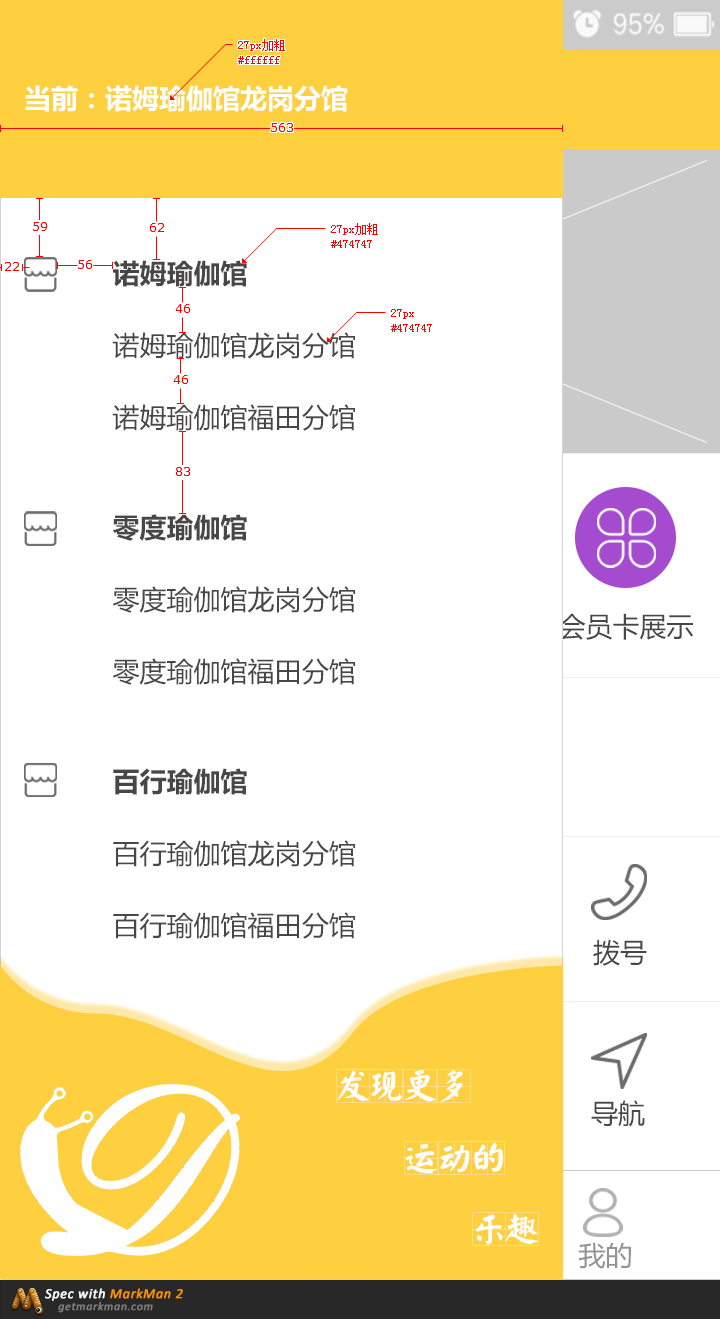 95%
27px加粗
#ffffff
当前：诺姆瑜伽馆龙岗分馆
563
59
62
27px加粗
#474747
22
56
诺姆瑜伽馆
46
27px
#474747
诺姆瑜伽馆龙岗分馆
46
诺姆瑜伽馆福田分馆
83
零度瑜伽馆
零度瑜伽馆龙岗分馆
会员卡展示
零度瑜伽馆福田分馆
百行瑜伽馆
百行瑜伽馆龙岗分馆
百行瑜伽馆福田分馆
拨号
发现更多
导航
运动的
乐趣
我的
Spec with MarkMan 2
getmarkman.com